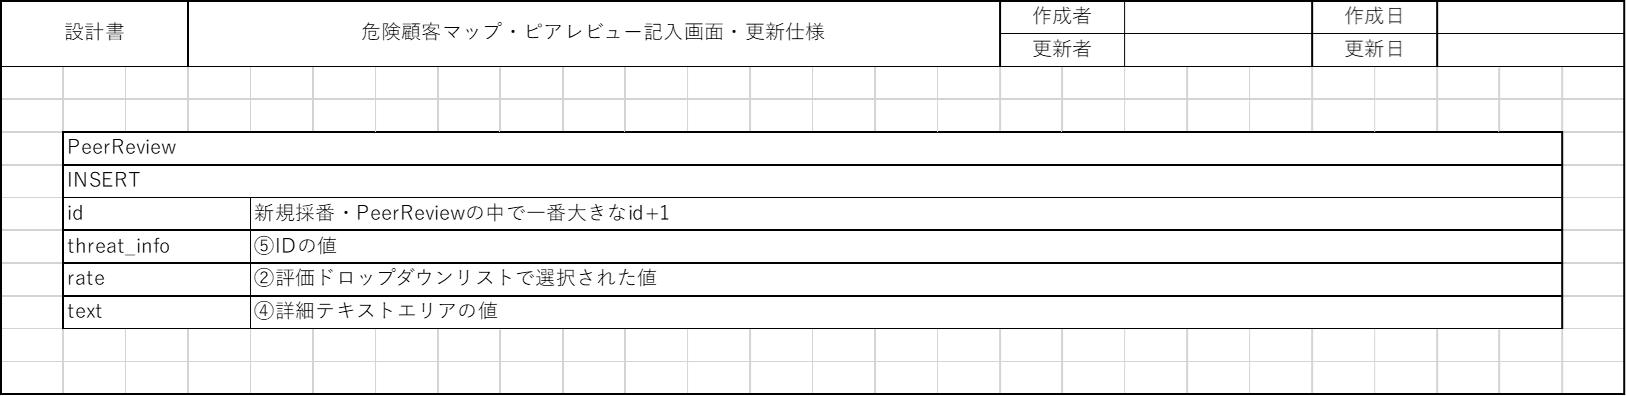 設計書
危険顧客マップ・ピアレビュー記入画面・更新仕様
作成者
作成日
更新者
更新日
PeerReview
INSERT
id
新規採番・PeerReviewの中で一番大きなid+1
threat_info
⑤IDの値
rate
②評価ドロップダウンリストで選択された値
text
④詳細テキストエリアの値